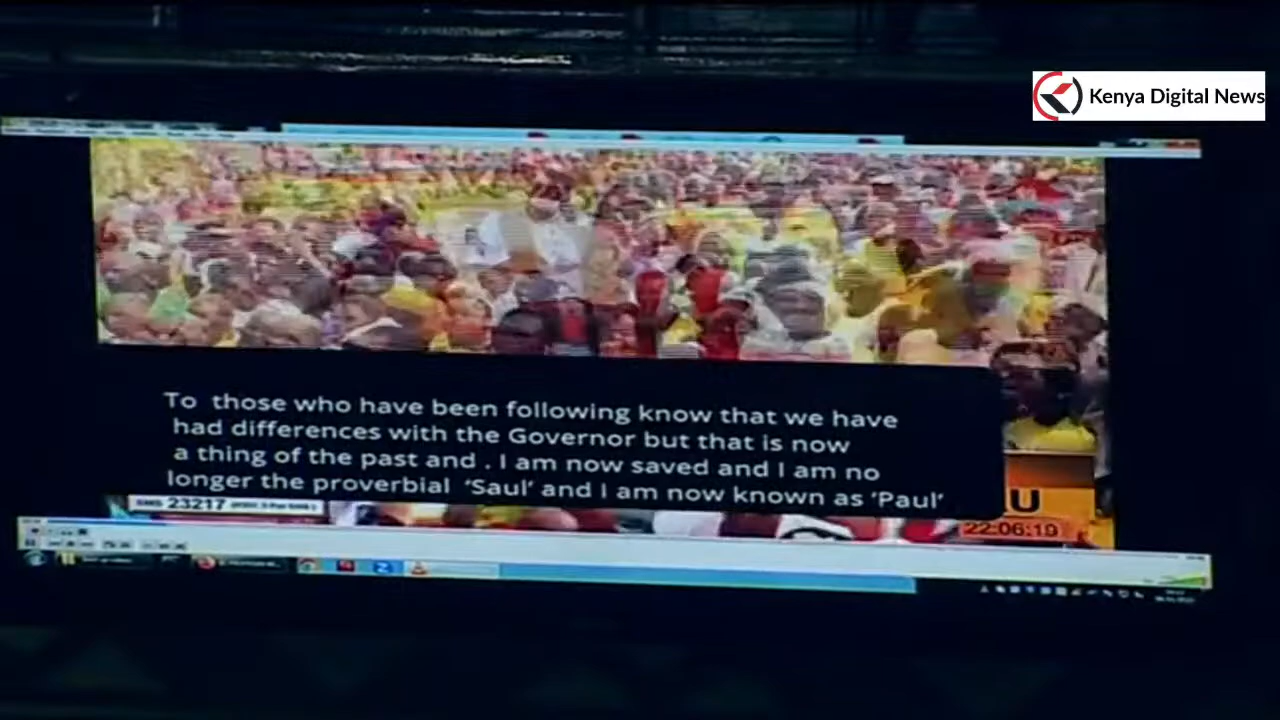 Kenya Digital News
To those who have been following know that we have
had differences with the Governor but that is now
a thing of the past and . I am now saved and I am no
longer the proverbial ‘Saul’ and I am now known as ‘Paul’
SMS 23217
LU
22:06:19